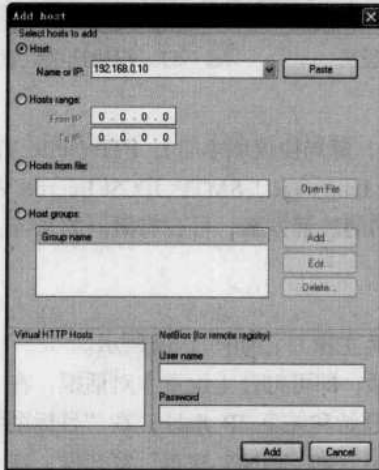 Add host
Select hosts to add
Host:
Name or IP: 192.168.0.10 Paste
Hosts range:
From IP: 0 . 0 . 0 . 0
To IP: 0 . 0 . 0 . 0
Hosts from file:
Open File
Host groups:
Group name
Add...
Edit...
Delete...
Virtual HTTP Hosts
NetBios (for remote registry)
User name
Password
Add Cancel